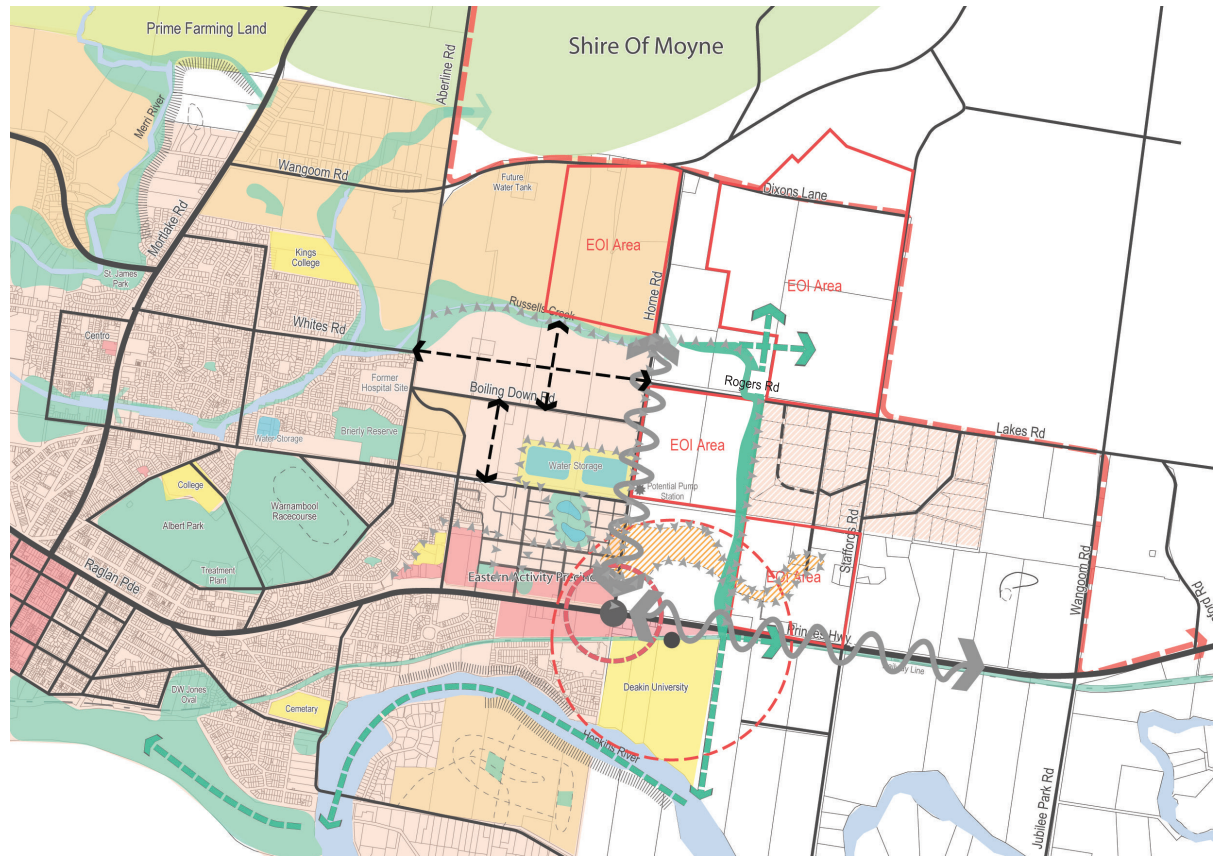 Prime Farming Land
Shire Of Moyne
Aberline Rd
Merri River
Mortlake Rd
Wangoom Rd
Future
Water Tank
Dixons Lane
EOI Area
Kings
College
St. James
Park
Horne Rd
EOI Area
Russells Creek
Whites Rd
Centro
Former
Hospital Site
Boiling Down Rd
Rogers Rd
Lakes Rd
Water Storage
Brierly Reserve
EOI Area
Water Storage
College
Potential Pump
Station
Warrnambool
Racecourse
Albert Park
Staffords Rd
Treatment
Plant
Raglan Pde
Eastern Activity
EOI Area
Wangoom Rd
Princes Hwy
Line
DW Jones
Oval
Deakin University
Cemetary
Hopkins River
Jubilee Park Rd